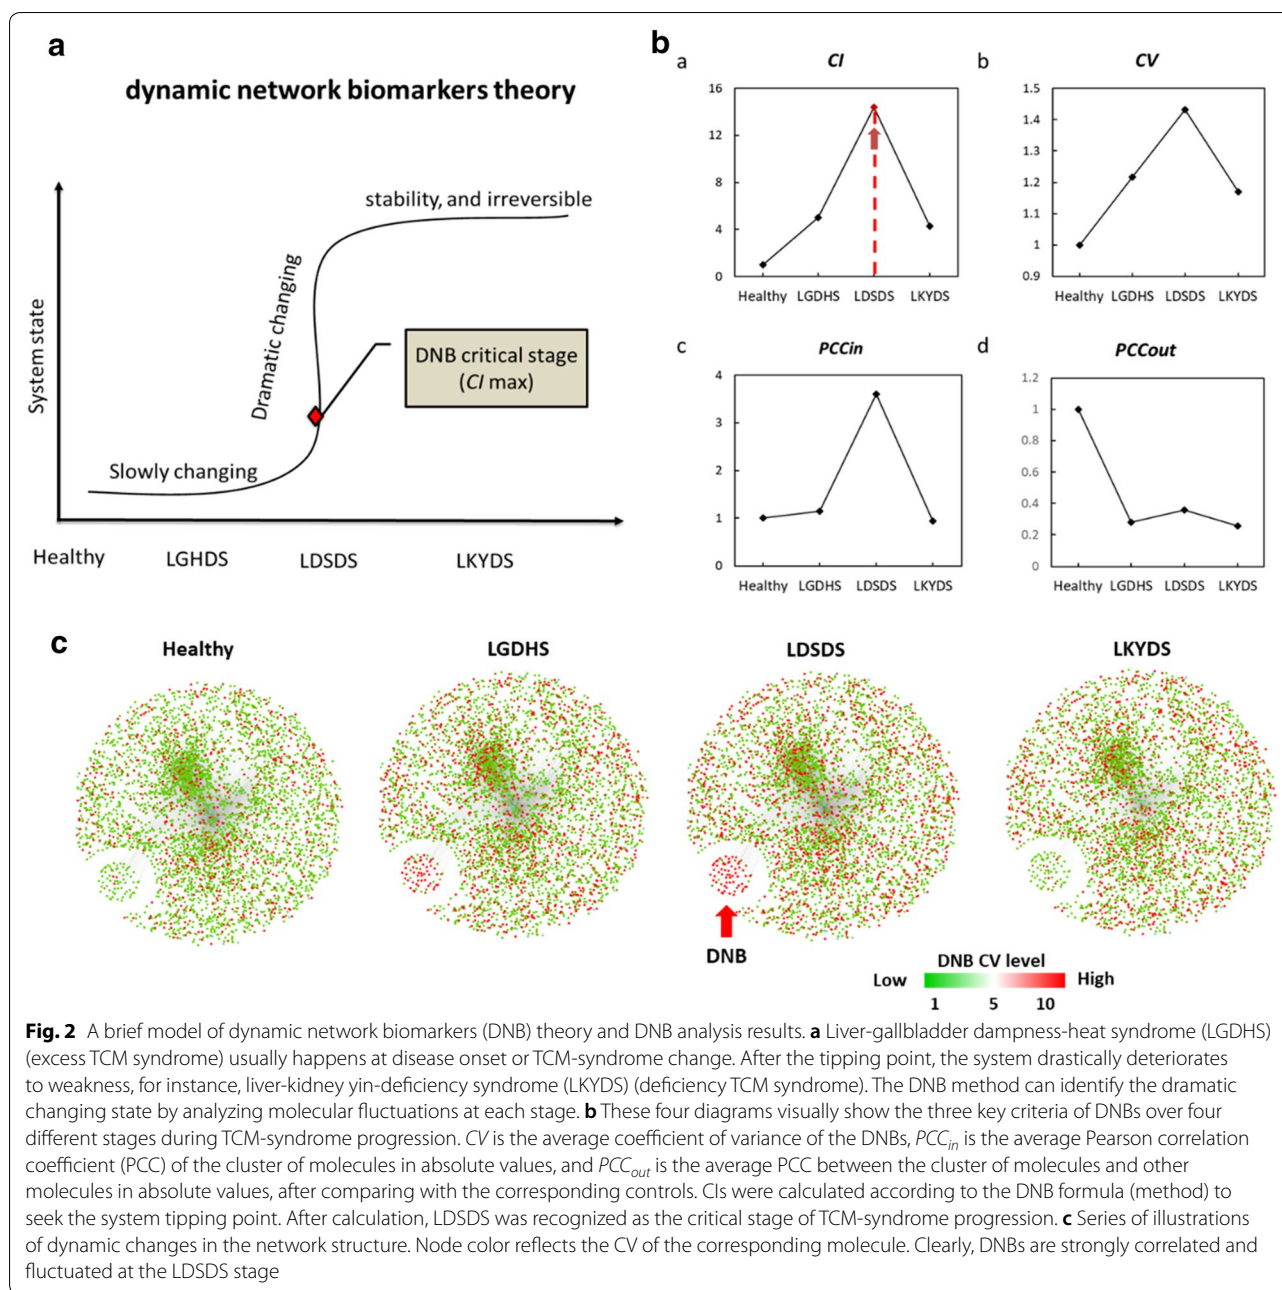 a
dynamic network biomarkers theory
stability, and irreversible
Dramatic changing
System state
DNB critical stage
(CI max)
Slowly changing
Healthy LGHDS LDSDS LKYDS
b
a
CI
16
12
8
4
0
Healthy LGDHS LDSDS LKYDS
b
CV
1.5
1.4
1.3
1.2
1.1
1
0.9
Healthy LGDHS LDSDS LKYDS
c
PCCin
4
3
2
1
0
Healthy LGDHS LDSDS LKYDS
d
PCCout
1.2
1
0.8
0.6
0.4
0.2
0
Healthy LGDHS LDSDS LKYDS
c
Healthy LGDHS LDSDS LKYDS
DNB
DNB CV level
Low High
1 5 10
Fig. 2 A brief model of dynamic network biomarkers (DNB) theory and DNB analysis results. a Liver-gallbladder dampness-heat syndrome (LGDHS)
(excess TCM syndrome) usually happens at disease onset or TCM-syndrome change. After the tipping point, the system drastically deteriorates
to weakness, for instance, liver-kidney yin-deficiency syndrome (LKYDS) (deficiency TCM syndrome). The DNB method can identify the dramatic
changing state by analyzing molecular fluctuations at each stage. b These four diagrams visually show the three key criteria of DNBs over four
different stages during TCM-syndrome progression. CV is the average coefficient of variance of the DNBs, PCCin is the average Pearson correlation
coefficient (PCC) of the cluster of molecules in absolute values, and PCCout is the average PCC between the cluster of molecules and other
molecules in absolute values, after comparing with the corresponding controls. CIs were calculated according to the DNB formula (method) to
seek the system tipping point. After calculation, LDSDS was recognized as the critical stage of TCM-syndrome progression. c Series of illustrations
of dynamic changes in the network structure. Node color reflects the CV of the corresponding molecule. Clearly, DNBs are strongly correlated and
fluctuated at the LDSDS stage